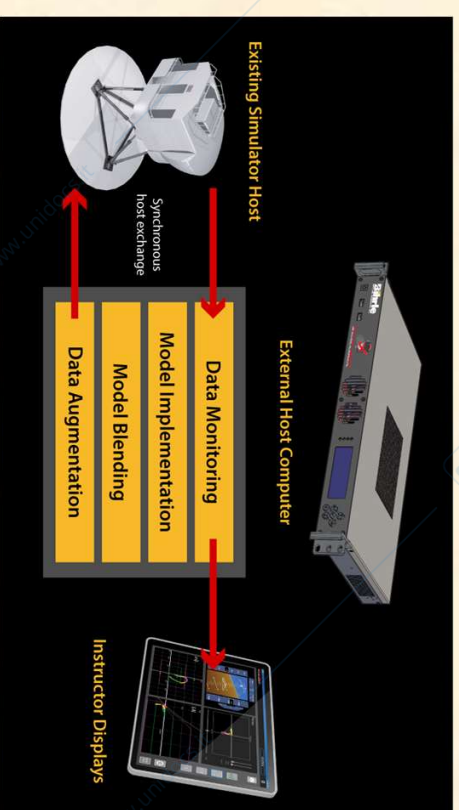 Existing Simulator Host
External Host Computer
Bihrle
Synchronous
host exchange
Data Monitoring
Model Implementation
Model Blending
Data Augmentation
Instructor Displays